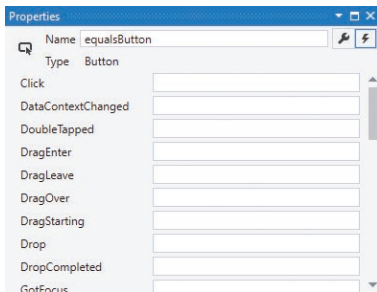 Properties
Name equalsButton
Type Button
Click
DataContextChanged
DoubleTapped
DragEnter
DragLeave
DragOver
DragStarting
Drop
DropCompleted
GotFocus